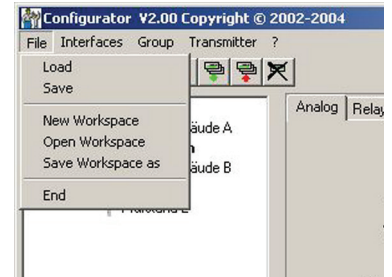 Configurator V2.00 Copyright © 2002-2004
File Interfaces Group Transmitter ?
Load
Save
New Workspace
Open Workspace
Save Workspace as
End
äude A
äude B
Analog Relay